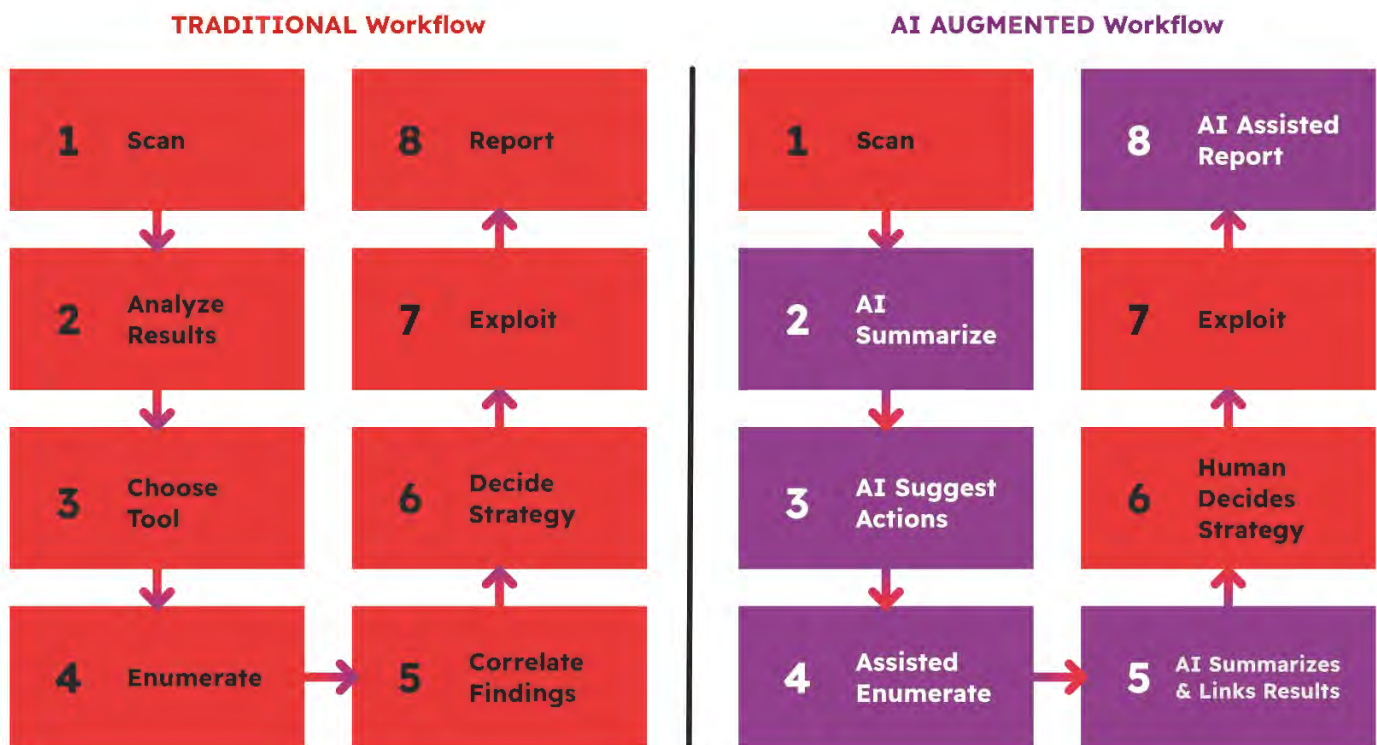 TRADITIONAL Workflow
1 Scan
2 Analyze
Results
3 Choose
Tool
4 Enumerate
5 Correlate
Findings
6 Decide
Strategy
7 Exploit
8 Report
AI AUGMENTED Workflow
1 Scan
2 AI
Summarize
3 AI Suggest
Actions
4 Assisted
Enumerate
5 AI Summarizes
& Links Results
6 Human
Decides
Strategy
7 Exploit
8 AI Assisted
Report